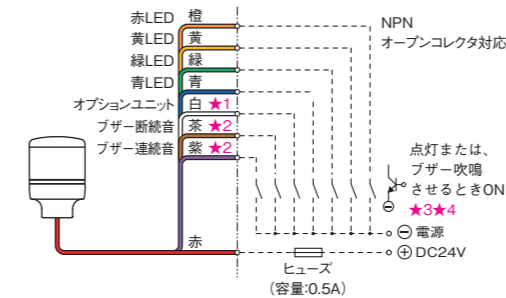 赤LED 橙
黄LED 黄
緑LED 緑
青LED 青
オプションユニット 白 ★1
ブザー断続音 茶 ★2
ブザー連続音 紫 ★2
赤
NPN
オープンコレクタ対応
点灯または、
ブザー吹鳴
させるときON
★3★4
⊖
⊖ 電源
⊕ DC24V
ヒューズ
(容量:0.5A)